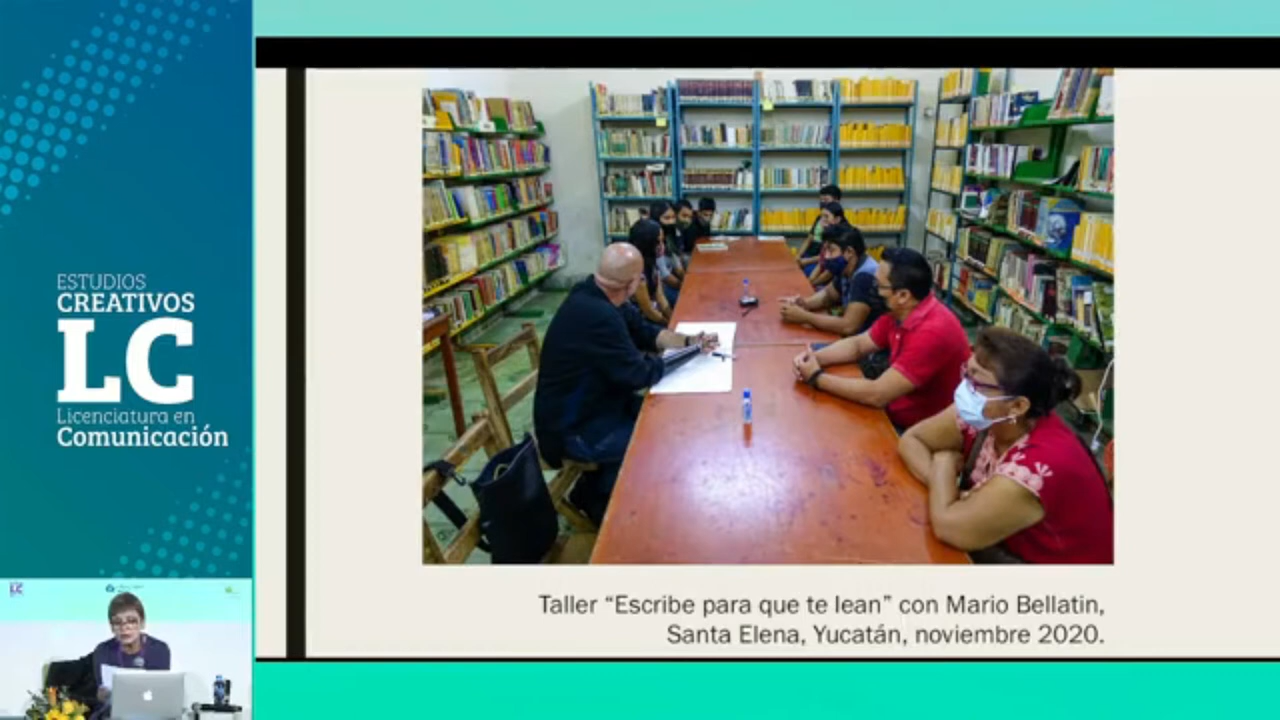 ESTUDIOS
CREATIVOS
LC
Licenciatura en
Comunicación
Taller “Escribe para que te lean” con Mario Bellatin,
Santa Elena, Yucatán, noviembre 2020.
LC